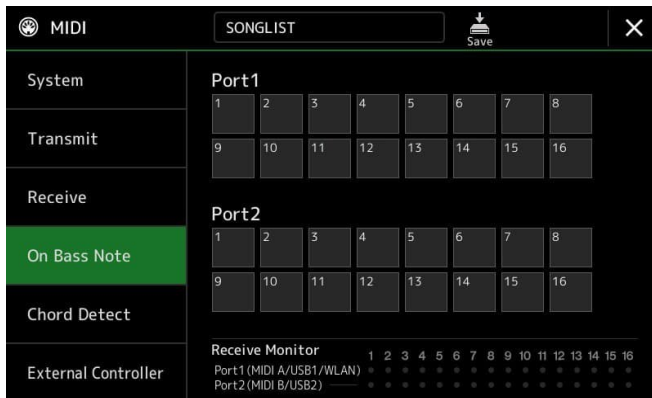 MIDI
SONGLIST
Save
System
Transmit
Receive
On Bass Note
Chord Detect
External Controller
Port1
1 2 3 4 5 6 7 8
9 10 11 12 13 14 15 16
Port2
1 2 3 4 5 6 7 8
9 10 11 12 13 14 15 16
Receive Monitor 1 2 3 4 5 6 7 8 9 10 11 12 13 14 15 16
Port1(MIDI A/USB1/WLAN)
Port2(MIDI B/USB2)